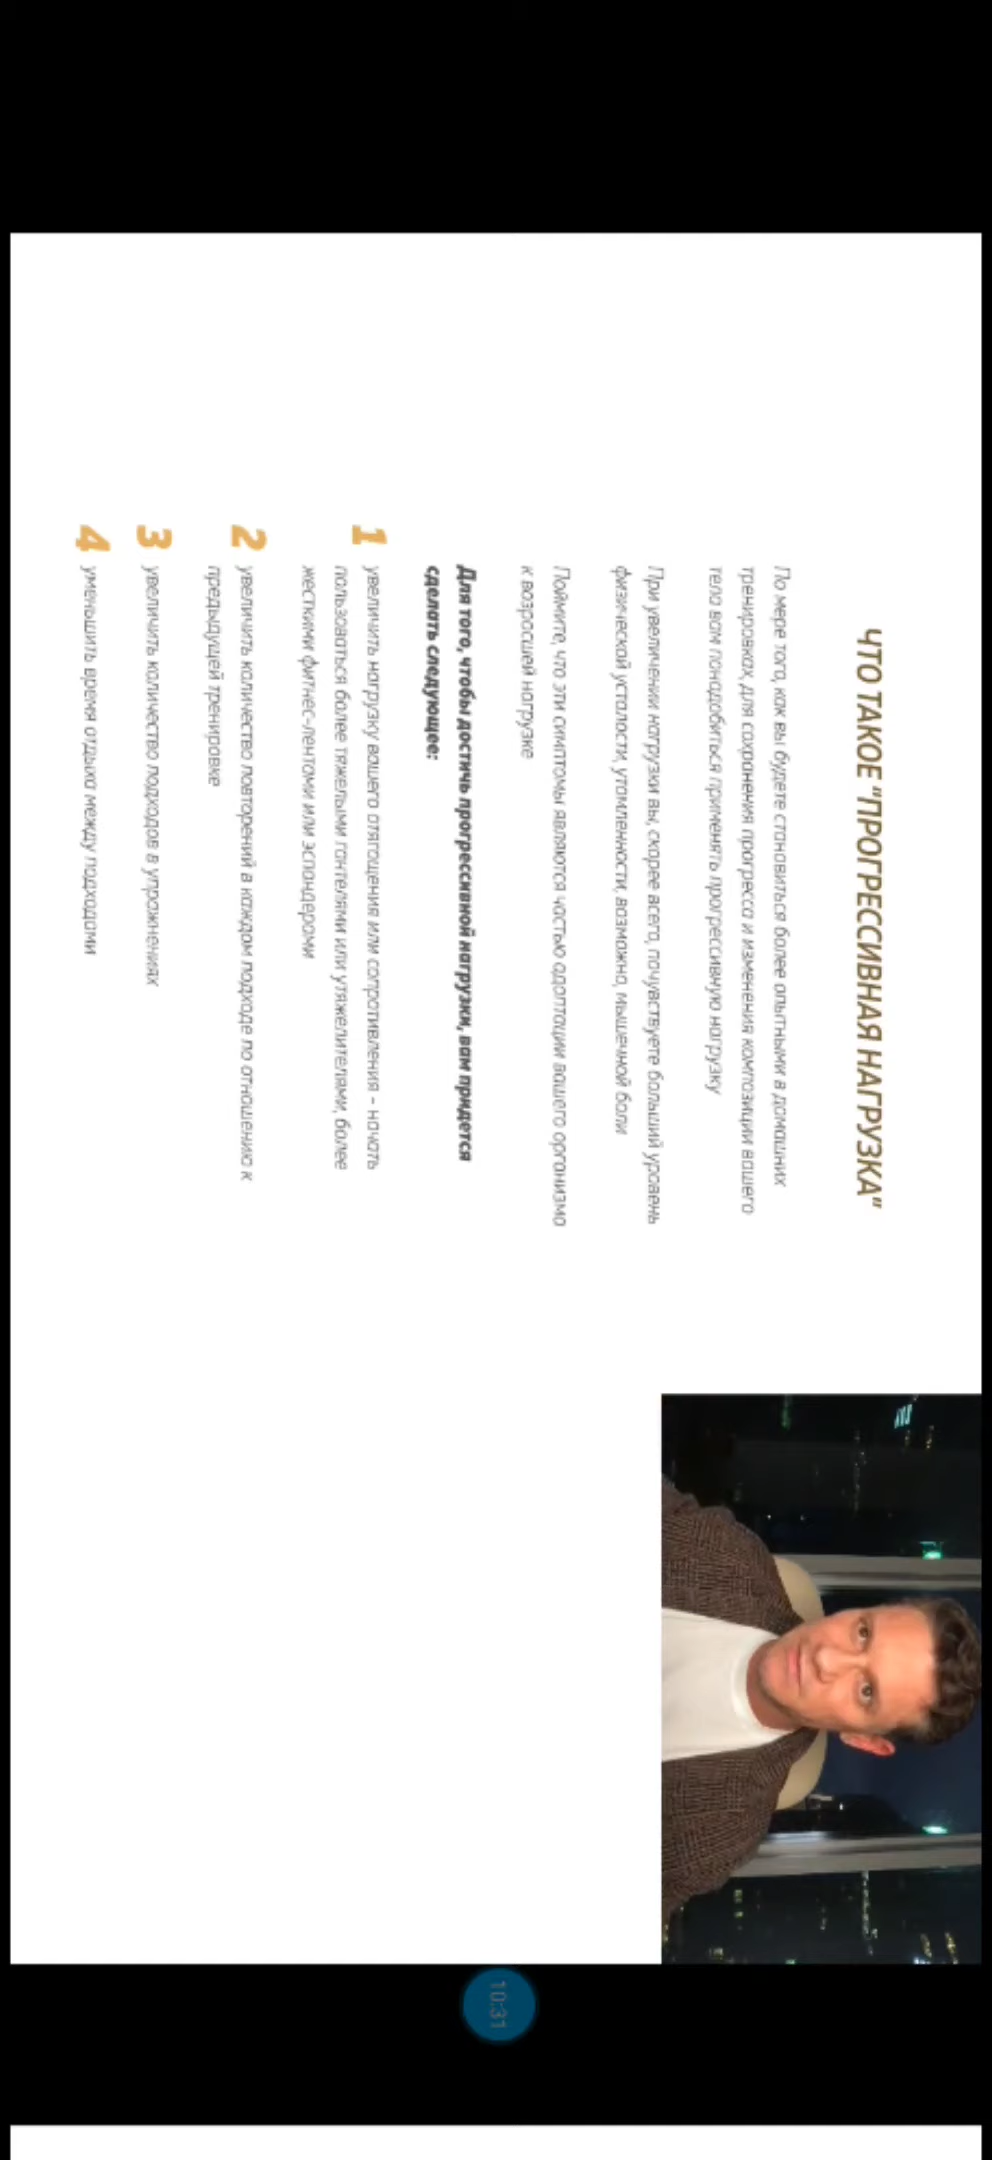 ЧТО ТАКОЕ "ПРОГРЕССИВНАЯ НАГРУЗКА"
По мере того, как вы будете становиться более опытными в домашних
тренировках, для сохранения прогресса и изменения композиции вашего
тела вам понадобиться применять прогрессивную нагрузку
При увеличении нагрузки вы, скорее всего, почувствуете больший уровень
физической усталости, утомленности, возможно, мышечной боли
Поймите, что эти симптомы являются частью адаптации вашего организма
к возросшей нагрузке
Для того, чтобы достичь прогрессивной нагрузки, вам придется
сделать следующее:
1 увеличить нагрузку вашего отягощения или сопротивления – начать
пользоваться более тяжелыми гантелями или утяжелителями, более
жесткими фитнес-лентами или эспандерами
2 увеличить количество повторений в каждом подходе по отношению к
предыдущей тренировке
3 увеличить количество подходов в упражнениях
4 уменьшить время отдыха между подходами
10:31